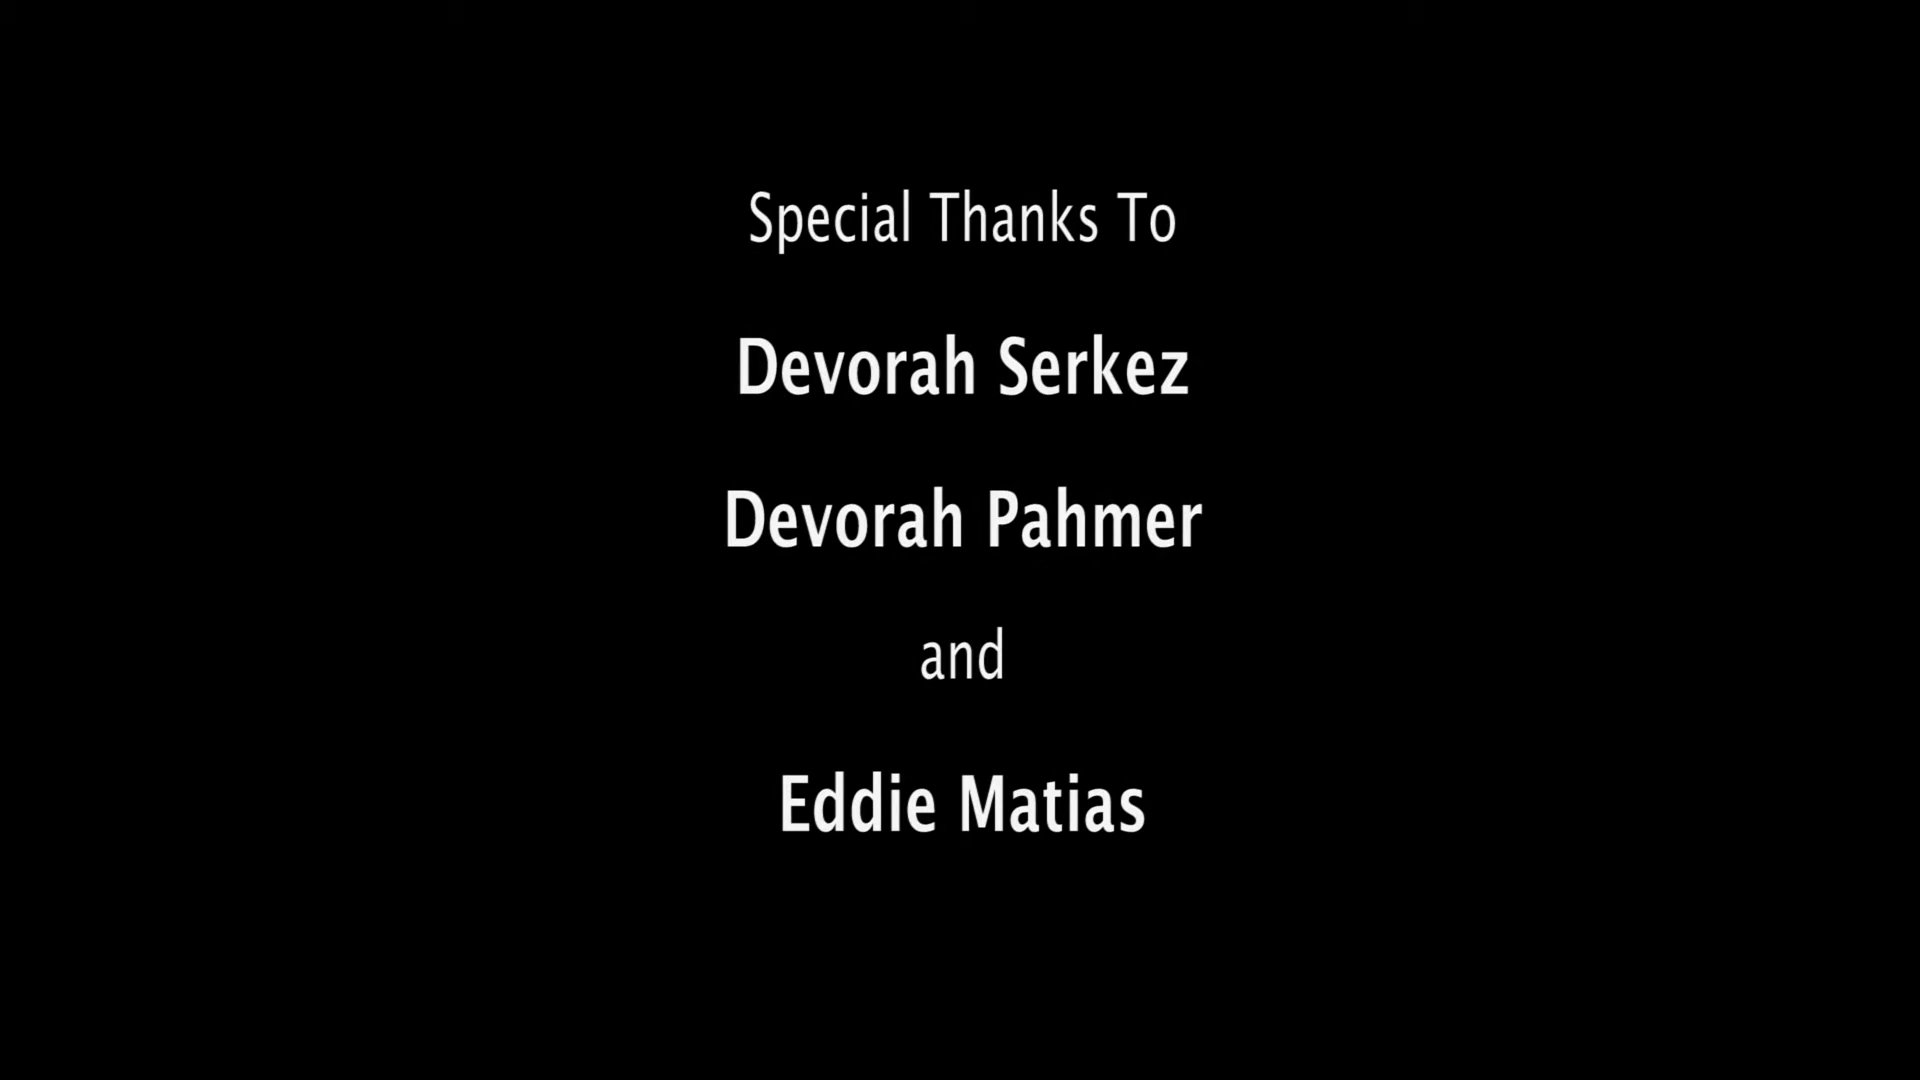 Special Thanks To
Devorah Serkez
Devorah Pahmer
and
Eddie Matias